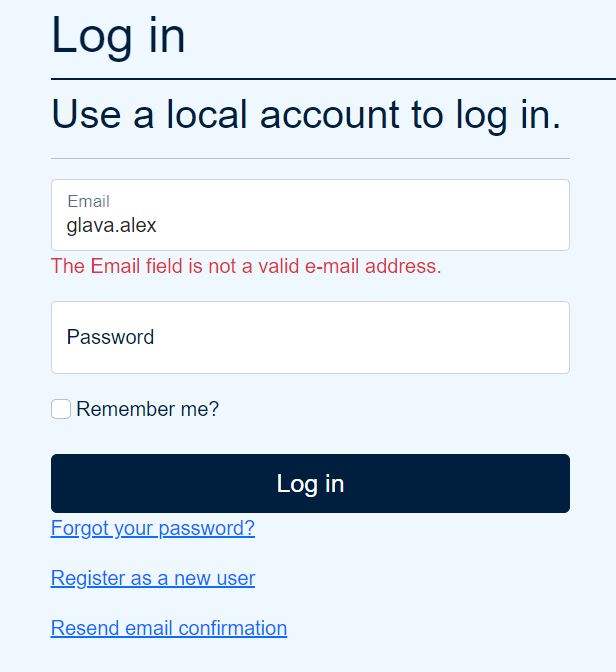 Log in
Use a local account to log in.
Email
glava.alex
The Email field is not a valid e-mail address.
Password
Remember me?
Log in
Forgot your password?
Register as a new user
Resend email confirmation